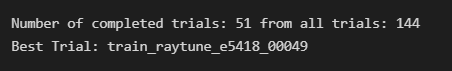 Number of completed trials: 51 from all trials: 144
Best Trial: train_raytune_e5418_00049